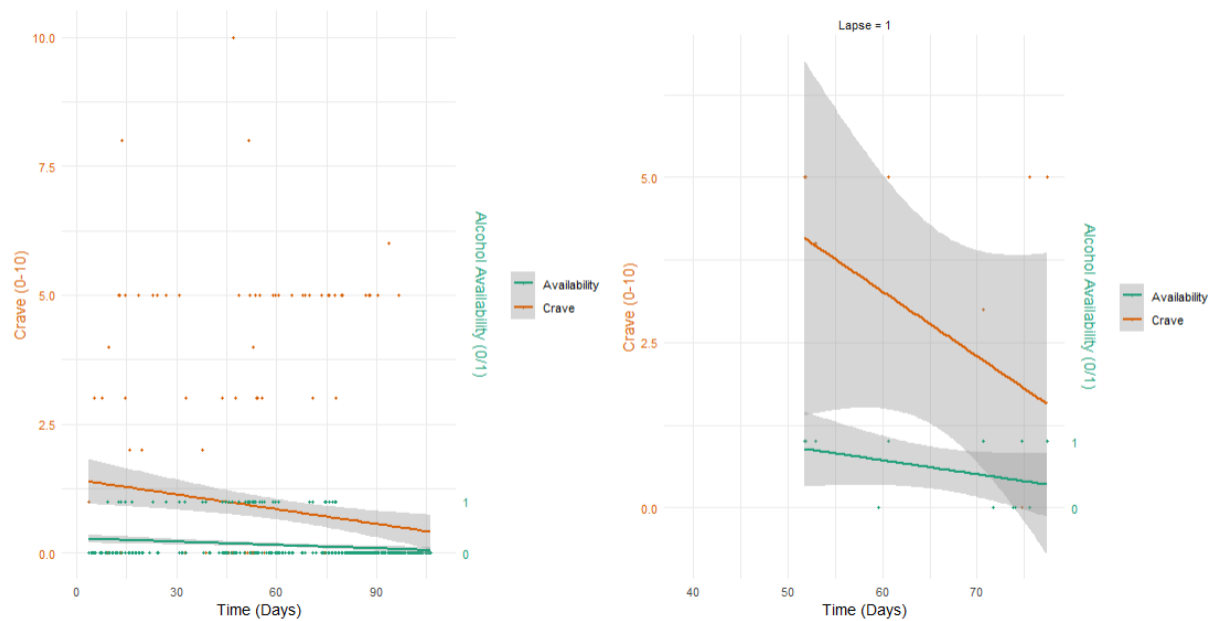 10.0
7.5
5.0
2.5
0.0
Crave (0-10)
1
0
Alcohol Availability (0/1)
0
30
60
90
Time (Days)
Availability
Crave
Lapse = 1
5.0
2.5
0.0
Crave (0-10)
1
0
Alcohol Availability (0/1)
40
50
60
70
Time (Days)
Availability
Crave